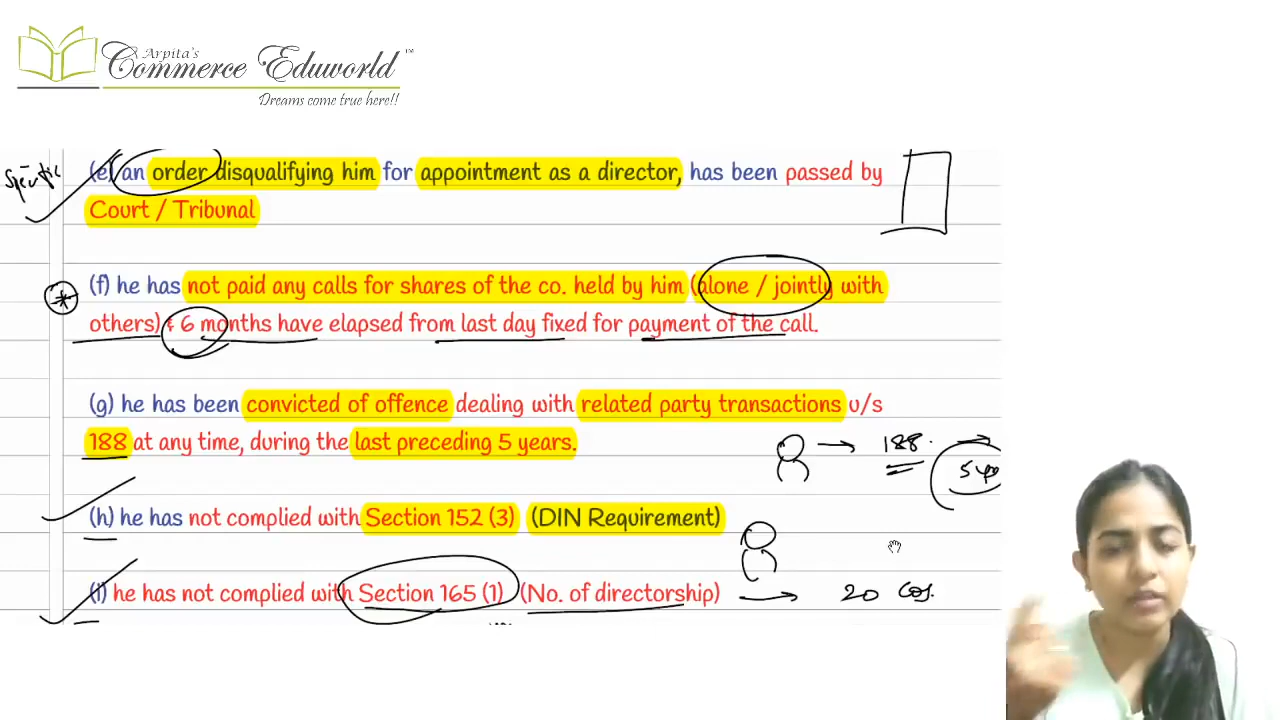 Arpita's
Commerce Eduworld™
Dreams come true here!!
Specific
(e) an order disqualifying him for appointment as a director, has been passed by
Court / Tribunal
(f) he has not paid any calls for shares of the co. held by him (alone / jointly with
others) & 6 months have elapsed from last day fixed for payment of the call.
(g) he has been convicted of offence dealing with related party transactions u/s
188 at any time, during the last preceding 5 years.
188.
(h) he has not complied with Section 152 (3) (DIN Requirement)
(i) he has not complied with Section 165 (1) (No. of directorship)
20 cos.